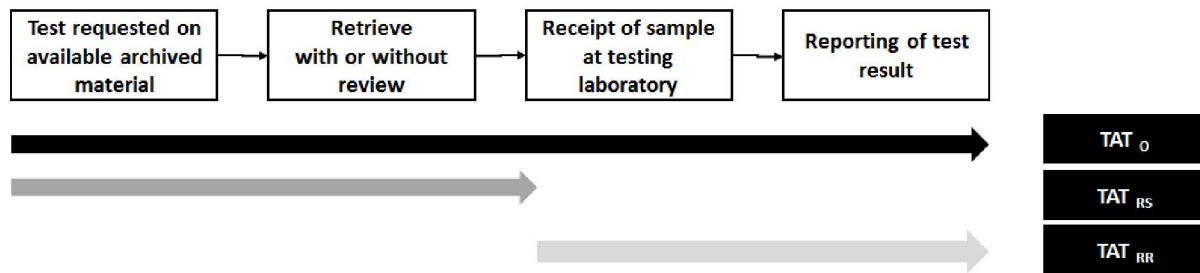 Test requested on
available archived
material
Retrieve
with or without
review
Receipt of sample
at testing
laboratory
Reporting of test
result
TAT O
TAT RS
TAT RR